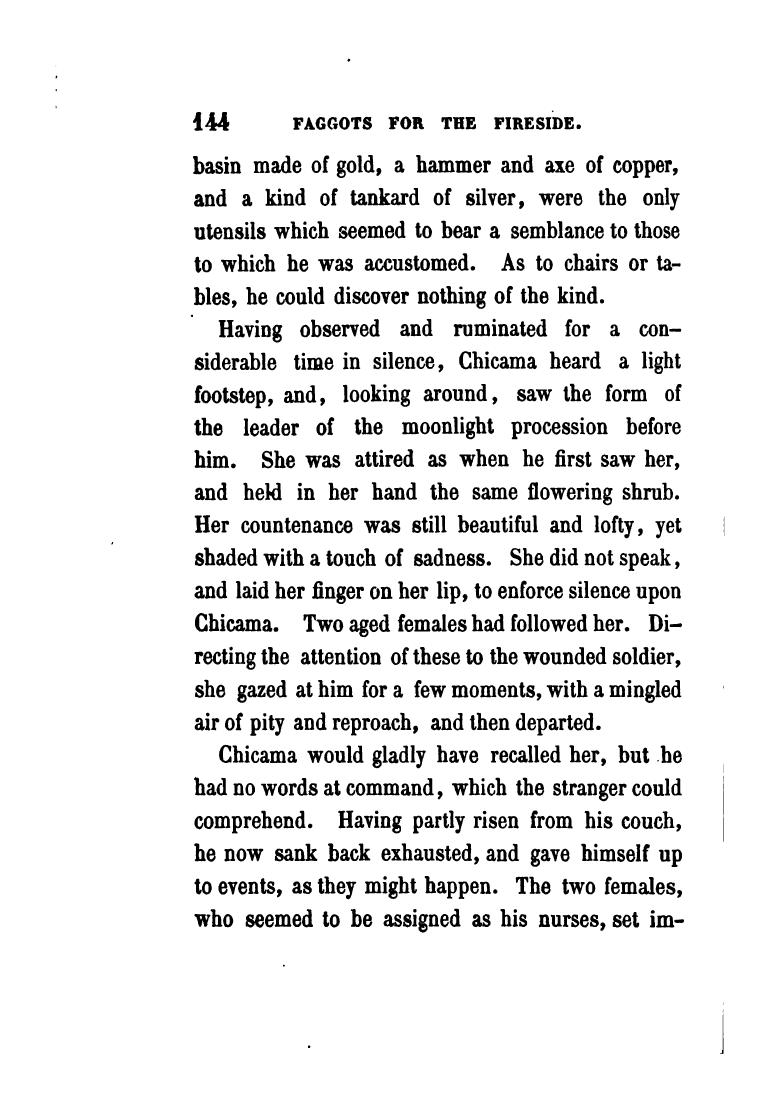 144 FAGGOTS FOR THE FIRESIDE.
basin made of gold, a hammer and axe of copper,
and a kind of tankard of silver, were the only
utensils which seemed to bear a semblance to those
to which he was accustomed. As to chairs or ta-
bles, he could discover nothing of the kind.
Having observed and ruminated for a con-
siderable time in silence, Chicama heard a light
footstep, and, looking around, saw the form of
the leader of the moonlight procession before
him. She was attired as when he first saw her,
and held in her hand the same flowering shrub.
Her countenance was still beautiful and lofty, yet
shaded with a touch of sadness. She did not speak,
and laid her finger on her lip, to enforce silence upon
Chicama. Two aged females had followed her. Di-
recting the attention of these to the wounded soldier,
she gazed at him for a few moments, with a mingled
air of pity and reproach, and then departed.
Chicama would gladly have recalled her, but he
had no words at command, which the stranger could
comprehend. Having partly risen from his couch,
he now sank back exhausted, and gave himself up
to events, as they might happen. The two females,
who seemed to be assigned as his nurses, set im-